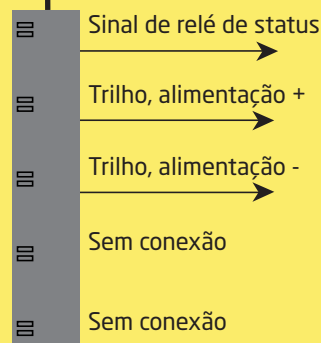 Sinal de relé de status
Trilho, alimentação +
Trilho, alimentação -
Sem conexão
Sem conexão